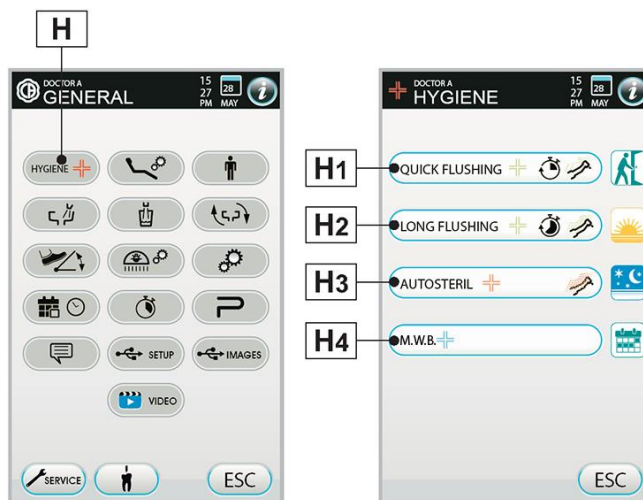 H
DOCTOR A
GENERAL
15
27
PM
28
MAY
i
HYGIENE
SETUP
IMAGES
VIDEO
SERVICE
ESC
DOCTOR A
HYGIENE
15
27
PM
28
MAY
i
H1
QUICK FLUSHING
H2
LONG FLUSHING
H3
AUTOSTERIL
H4
M.W.B.
ESC